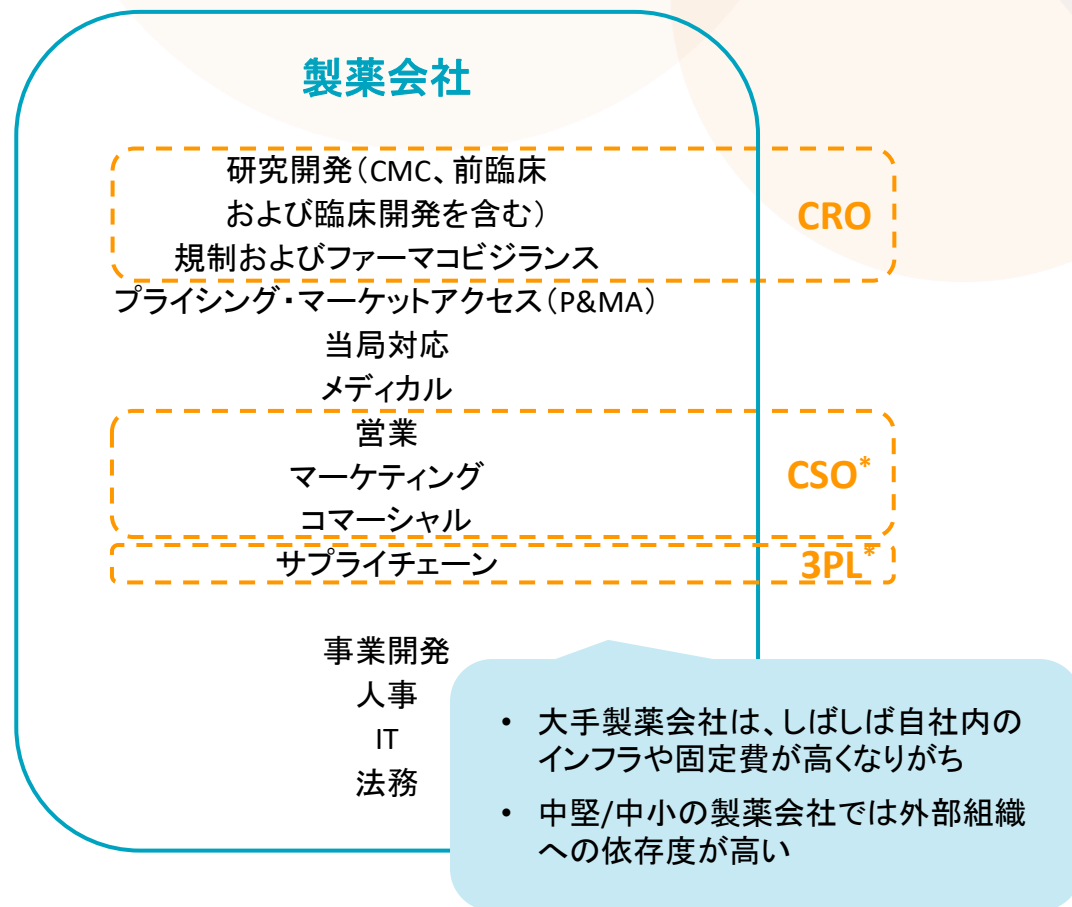 製薬会社
研究開発（CMC、前臨床
および臨床開発を含む）
規制およびファーマコビジランス
CRO
プライシング・マーケットアクセス（P&MA）
当局対応
メディカル
営業
マーケティング
コマーシャル
CSO*
サプライチェーン
3PL*
事業開発
人事
IT
法務
• 大手製薬会社は、しばしば自社内の
インフラや固定費が高くなりがち
• 中堅/中小の製薬会社では外部組織
への依存度が高い